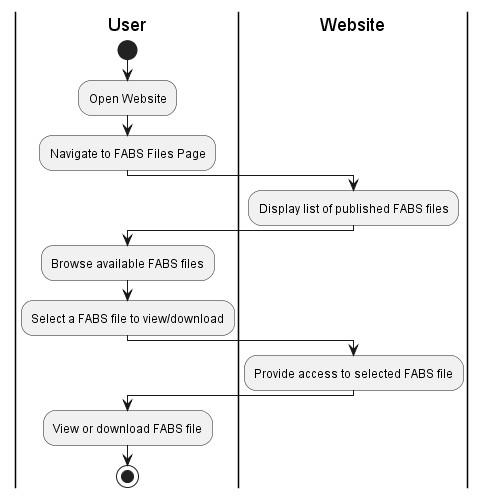 User
Website
Open Website
Navigate to FABS Files Page
Display list of published FABS files
Browse available FABS files
Select a FABS file to view/download
Provide access to selected FABS file
View or download FABS file